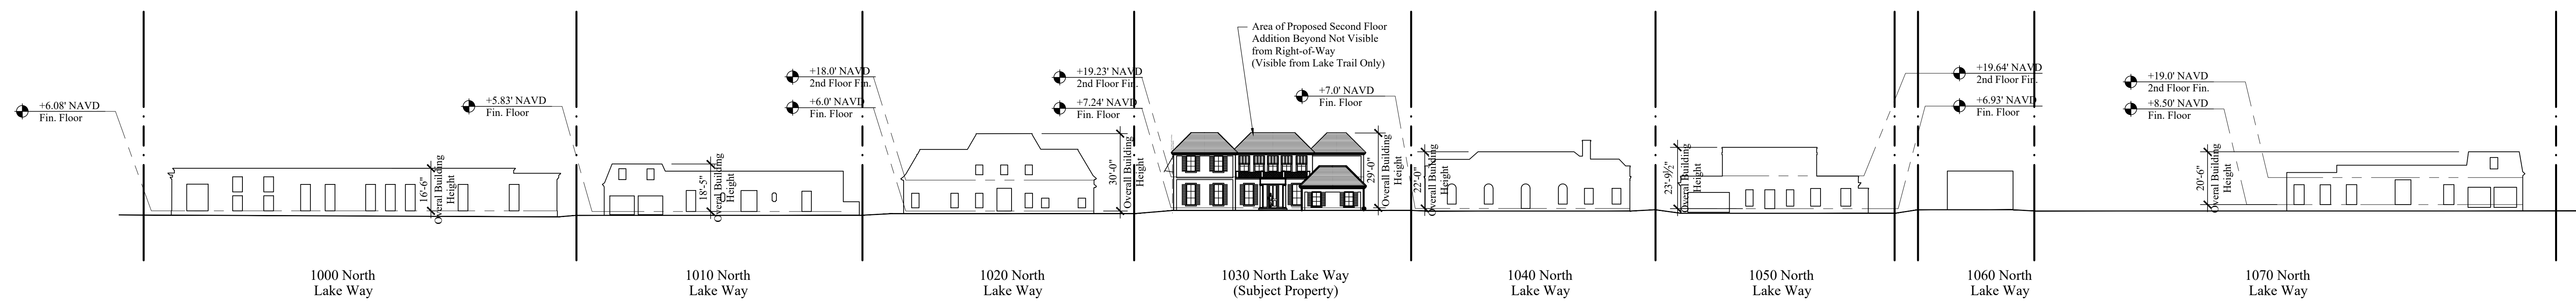 Area of Proposed Second Floor
Addition Beyond Not Visible
from Right-of-Way
(Visible from Lake Trail Only)
+6.08' NAVD
Fin. Floor
+5.83' NAVD
Fin. Floor
+18.0' NAVD
2nd Floor Fin.
+6.0' NAVD
Fin. Floor
+19.23' NAVD
2nd Floor Fin.
+7.24' NAVD
Fin. Floor
+7.0' NAVD
Fin. Floor
+19.64' NAVD
2nd Floor Fin.
+6.93' NAVD
Fin. Floor
+19.0' NAVD
2nd Floor Fin.
+8.50' NAVD
Fin. Floor
16'-6"
Overal Building
Height
18'-5"
Overal Building
Height
30'-0"
Overall Building
Height
29'-0"
Overall Building
Height
22'-0"
Overall Building
Height
23'-9½"
Overall Building
Height
20'-6"
Overall Building
Height
1000 North
Lake Way
1010 North
Lake Way
1020 North
Lake Way
1030 North Lake Way
(Subject Property)
1040 North
Lake Way
1050 North
Lake Way
1060 North
Lake Way
1070 North
Lake Way